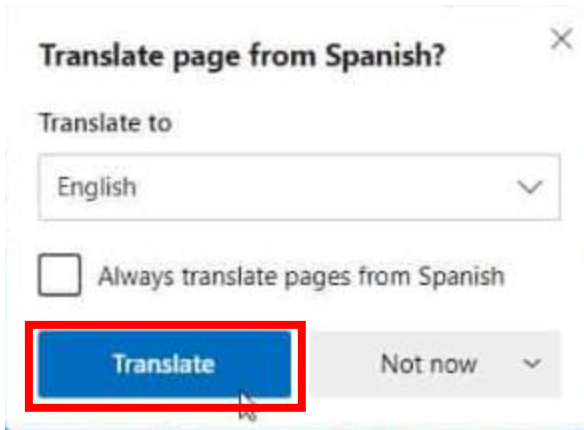 Translate page from Spanish?
Translate to
English
Always translate pages from Spanish
Translate
Not now